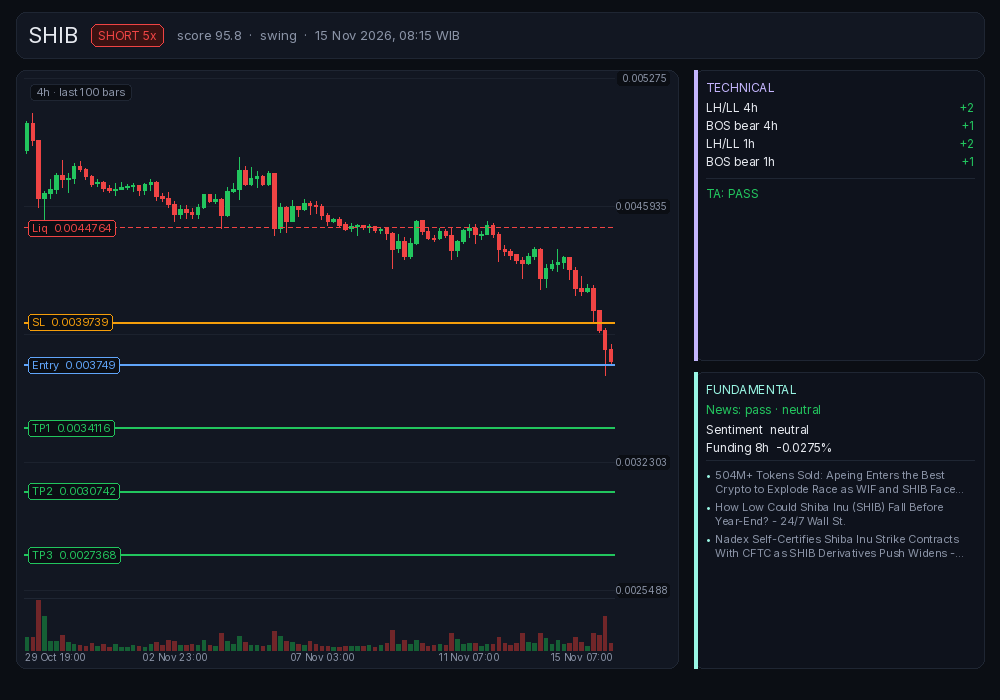 SHIB SHORT 5x score 95.8 · swing · 15 Nov 2026, 08:15 WIB
4h · last 100 bars
0.005275
0.0045935
Liq 0.0044764
SL 0.0039739
Entry 0.003749
TP1 0.0034116
0.0032303
TP2 0.0030742
TP3 0.0027368
0.0025488
29 Oct 19:00 02 Nov 23:00 07 Nov 03:00 11 Nov 07:00 15 Nov 07:00
TECHNICAL
LH/LL 4h +2
BOS bear 4h +1
LH/LL 1h +2
BOS bear 1h +1
TA: PASS
FUNDAMENTAL
News: pass · neutral
Sentiment neutral
Funding 8h -0.0275%
• 504M+ Tokens Sold: Apeing Enters the Best
Crypto to Explode Race as WIF and SHIB Face...
• How Low Could Shiba Inu (SHIB) Fall Before
Year-End? - 24/7 Wall St.
• Nadex Self-Certifies Shiba Inu Strike Contracts
With CFTC as SHIB Derivatives Push Widens -...